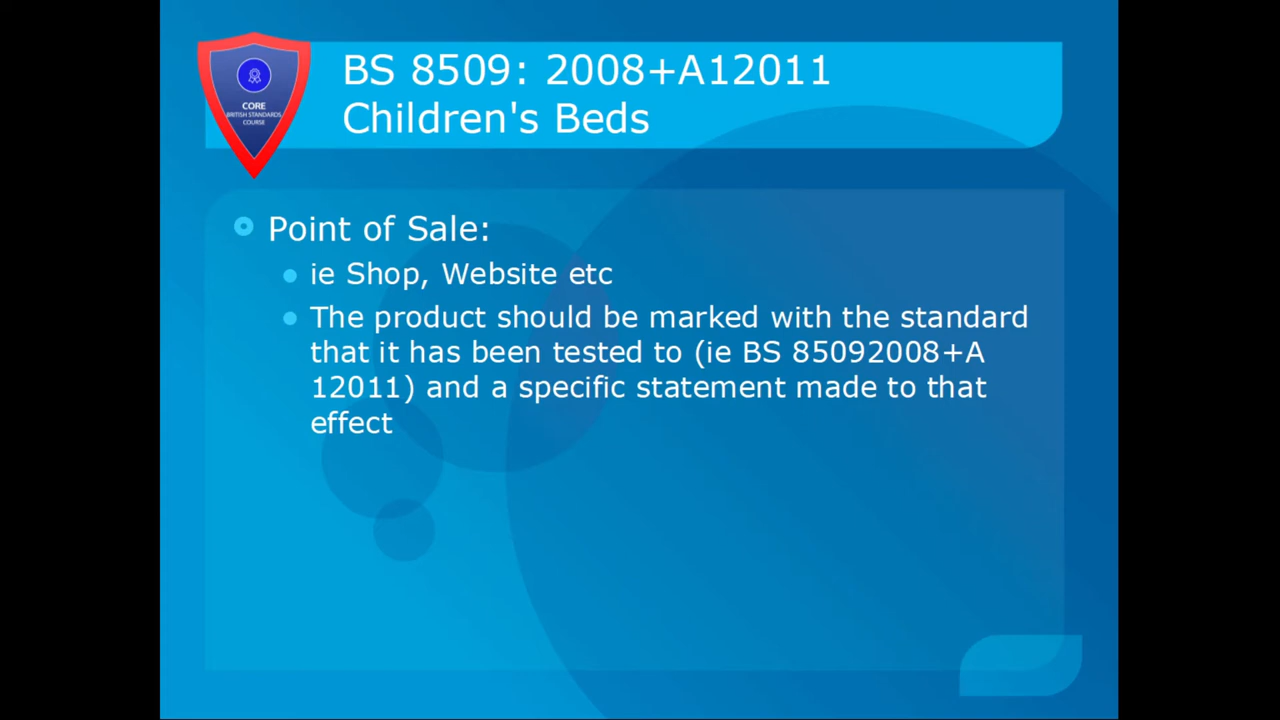 BS 8509: 2008+A12011
Children's Beds
CORE
BRITISH STANDARDS
COURSE
Point of Sale:
ie Shop, Website etc
The product should be marked with the standard
that it has been tested to (ie BS 85092008+A
12011) and a specific statement made to that
effect